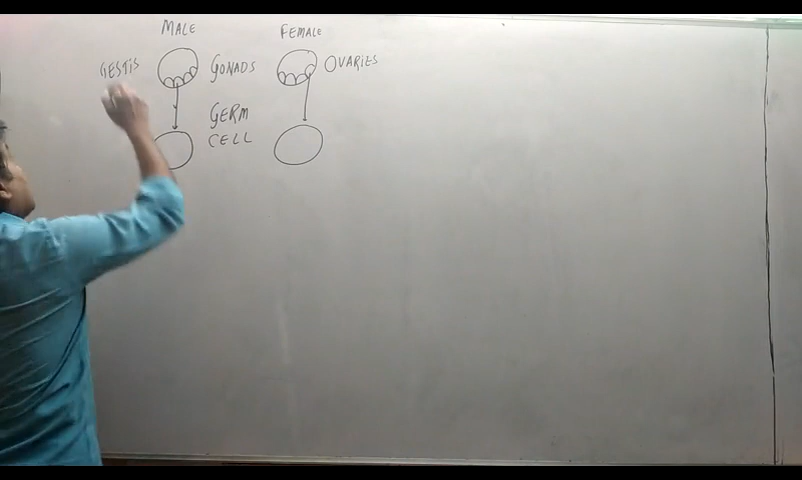 MALE
FEMALE
GESTIS
GONADS
OVARIES
GERM
CELL